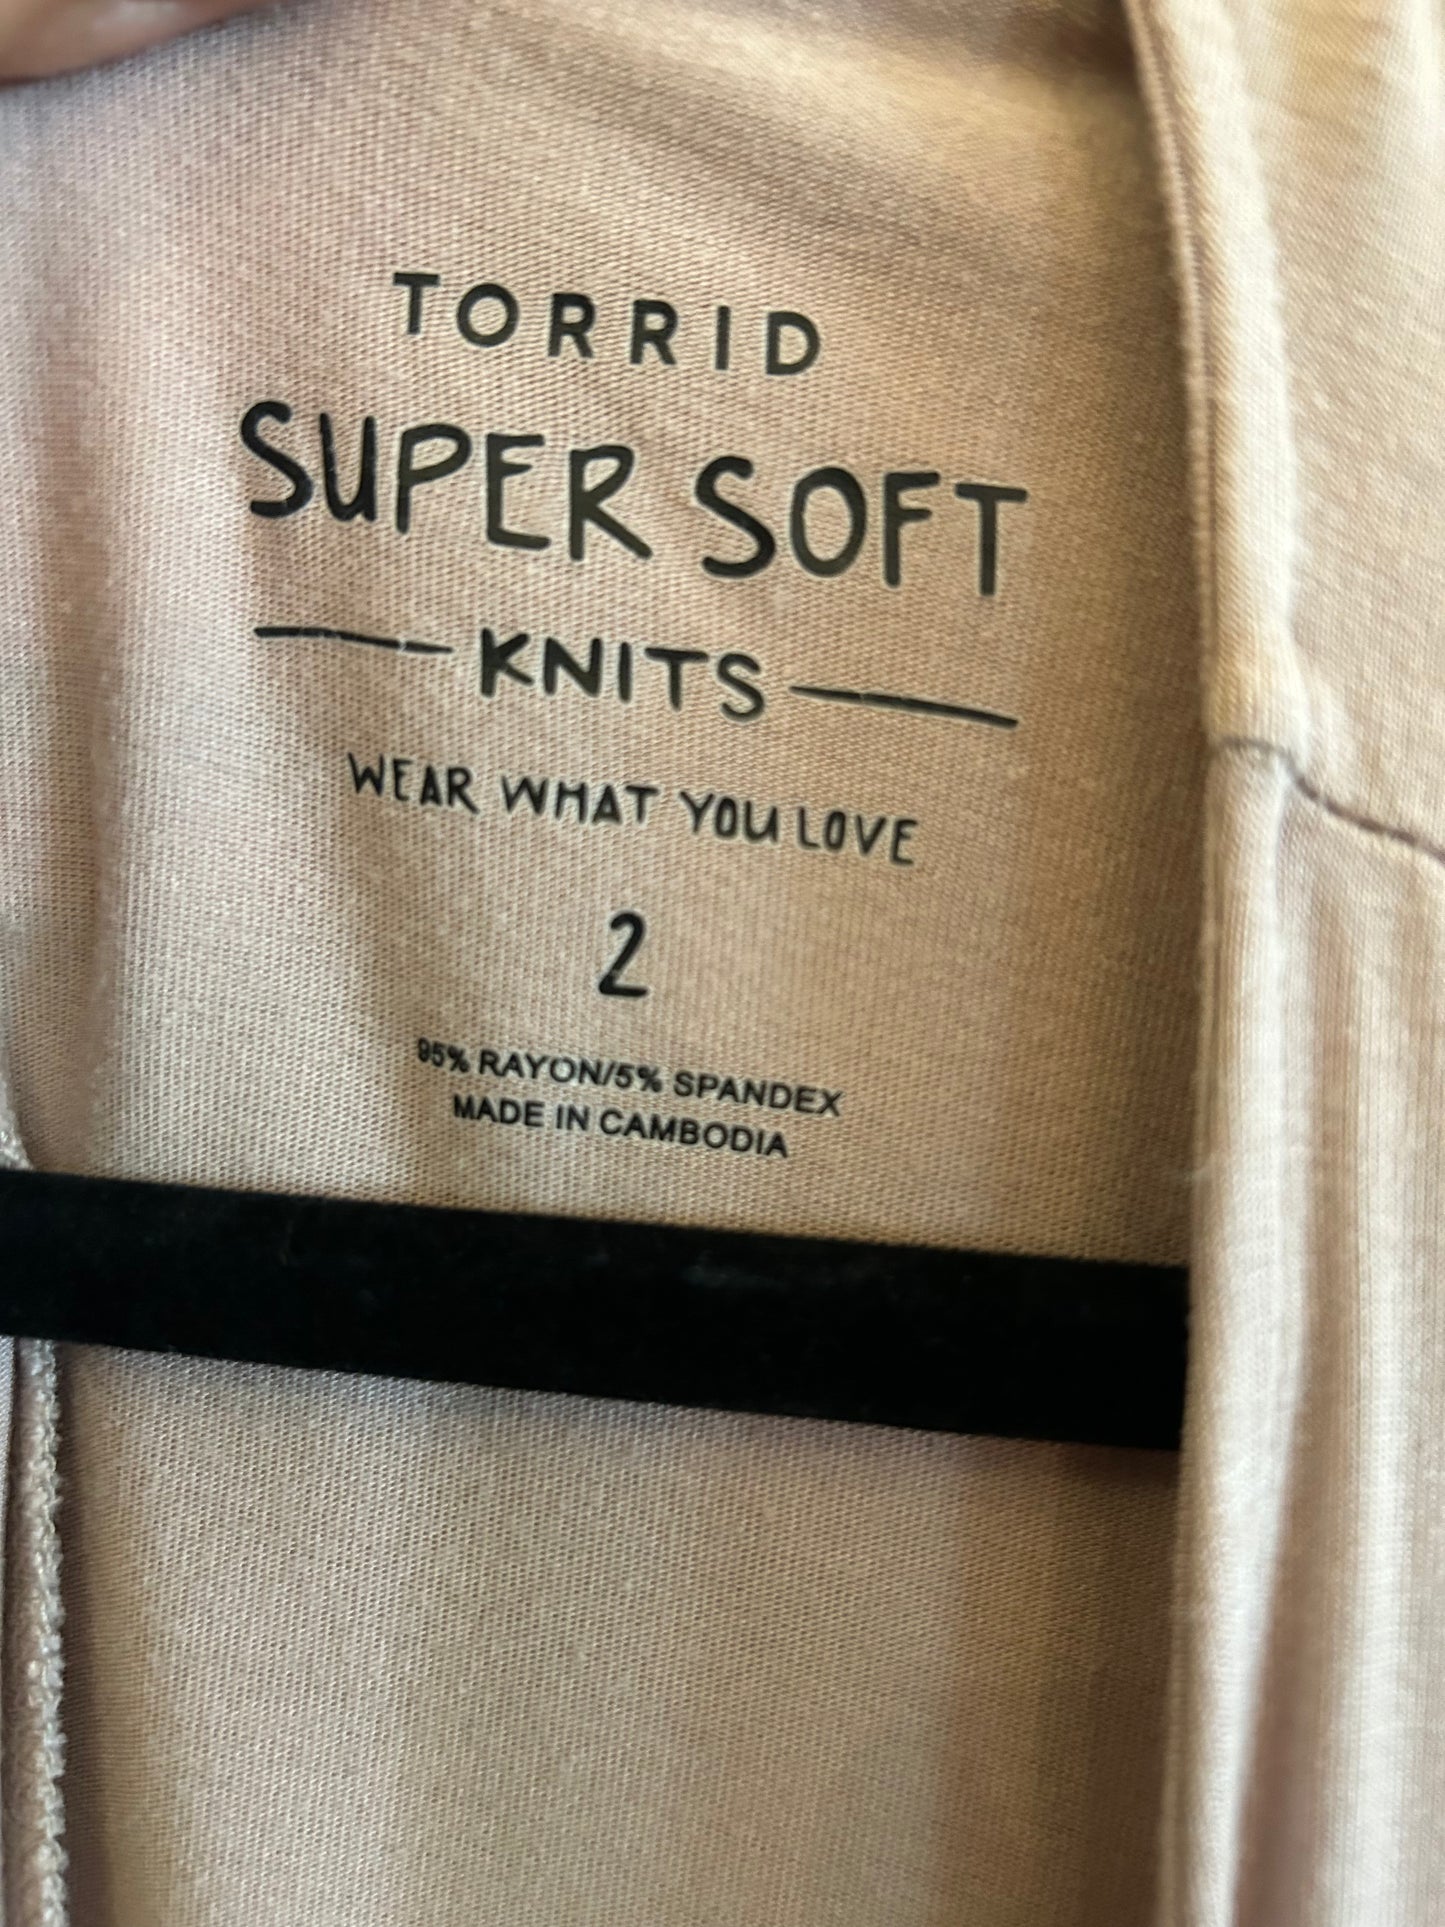 TORRID
SUPER SOFT
KNITS
WEAR WHAT YOU LOVE
2
95% RAYON/5% SPANDEX
MADE IN CAMBODIA